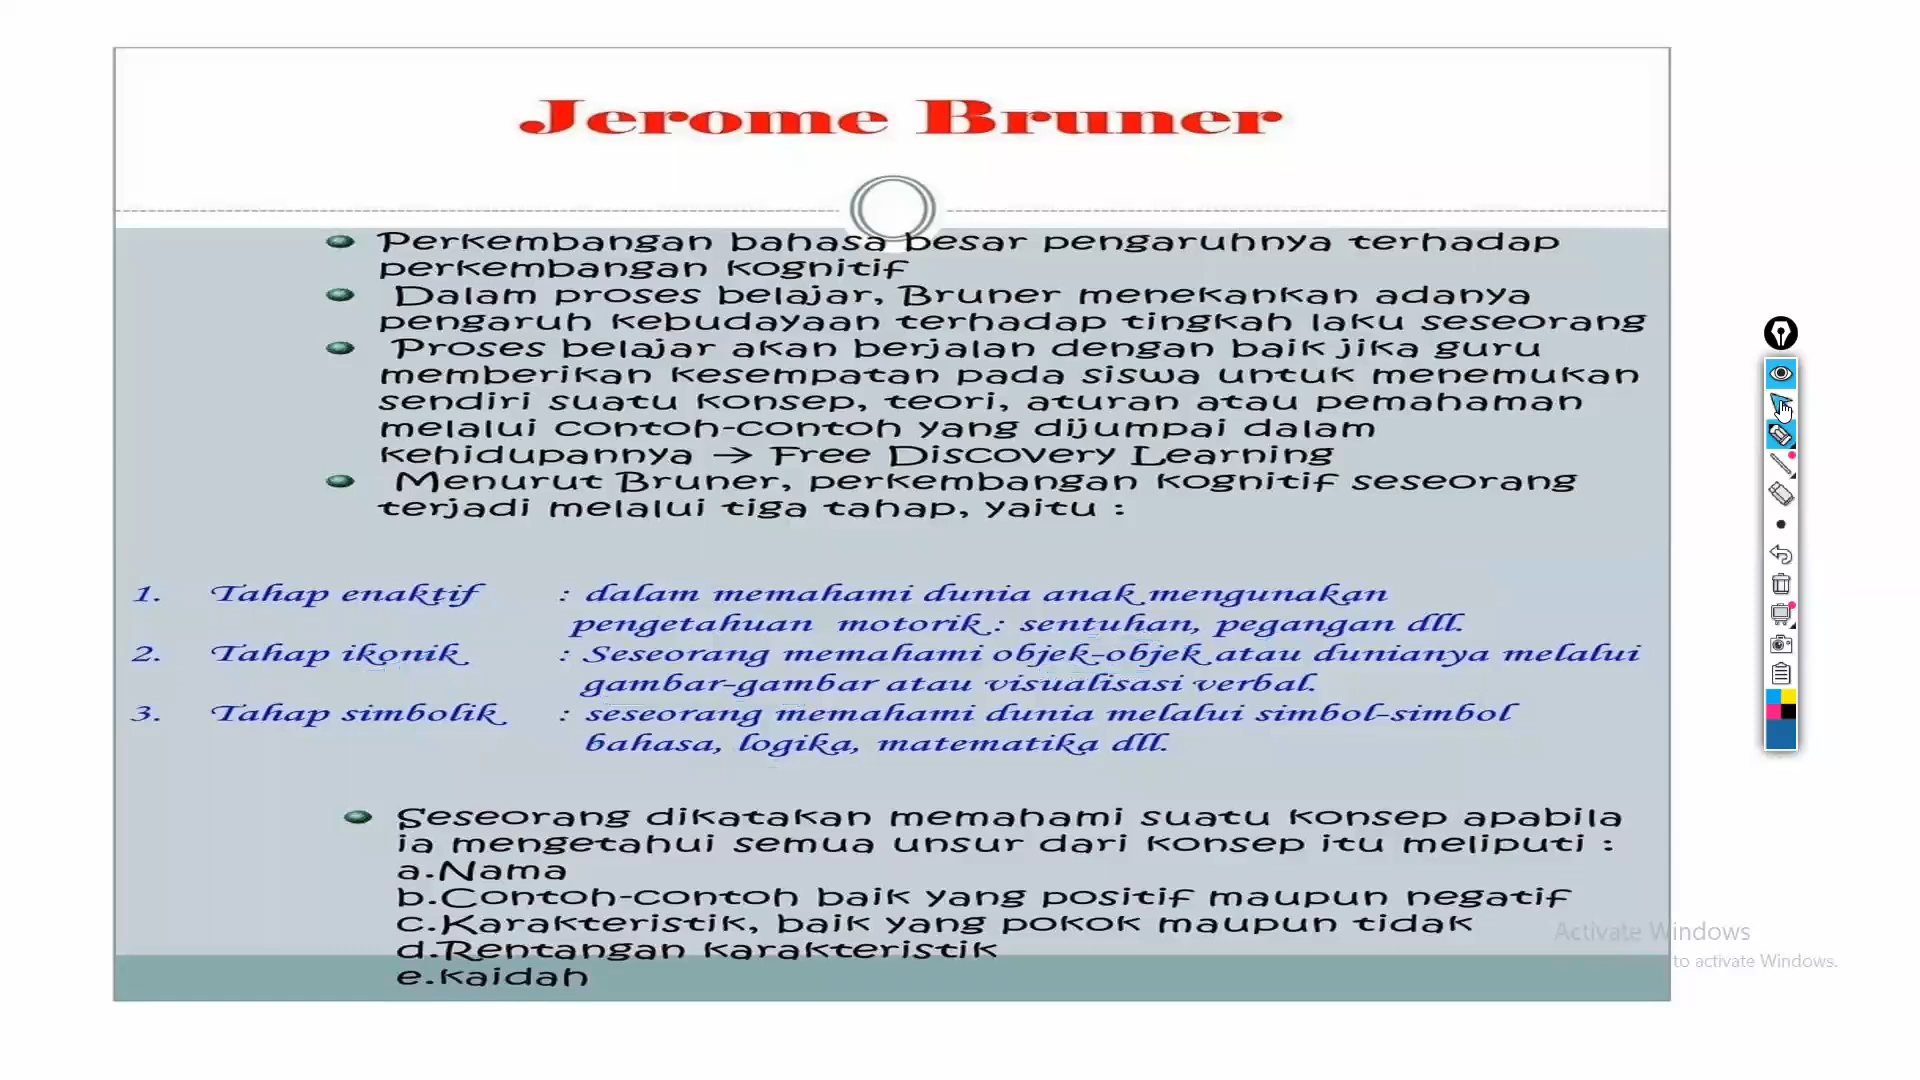 Jerome Bruner
Perkembangan bahasa besar pengaruhnya terhadap
perkembangan kognitif
Dalam proses belajar, Bruner menekankan adanya
pengaruh kebudayaan terhadap tingkah laku seseorang
Proses belajar akan berjalan dengan baik jika guru
memberikan kesempatan pada siswa untuk menemukan
sendiri suatu konsep, teori, aturan atau pemahaman
melalui contoh-contoh yang dijumpai dalam
kehidupannya → Free Discovery Learning
Menurut Bruner, perkembangan kognitif seseorang
terjadi melalui tiga tahap, yaitu :
1. Tahap enaktif : dalam memahami dunia anak mengunakan
pengetahuan motorik : sentuhan, pegangan dll.
2. Tahap ikonik : Seseorang memahami objek-objek atau dunianya melalui
gambar-gambar atau visualisasi verbal.
3. Tahap simbolik : seseorang memahami dunia melalui simbol-simbol
bahasa, logika, matematika dll.
Seseorang dikatakan memahami suatu konsep apabila
ia mengetahui semua unsur dari konsep itu meliputi :
a.Nama
b.Contoh-contoh baik yang positif maupun negatif
c.Karakteristik, baik yang pokok maupun tidak
d.Rentangan karakteristik
e.kaidah
Activate Windows
to activate Windows.